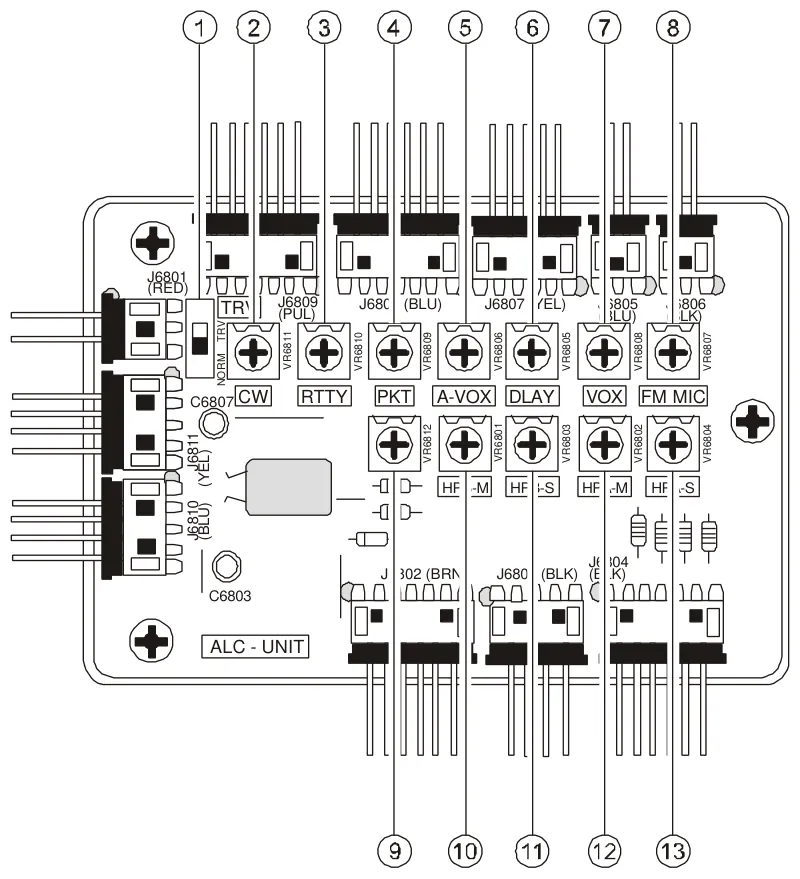 1 2 3 4 5 6 7 8
J6801
(RED)
TRV
J6809
(PUL)
(BLU)
J6807
(BLU)
NORM TRV
VR6811
VR6810
VR6809
VR6806
VR6805
VR6808
VR6807
CW RTTY PKT A-VOX DLAY VOX FM MIC
C6807
J6811
(YEL)
VR6812
VR6801
VR6803
VR6802
VR6804
J6810
(BLU)
(BRN
(BLK)
C6803
ALC - UNIT
9 10 11 12 13